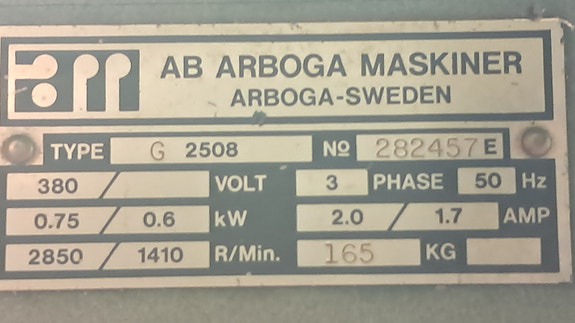 AB ARBOGA MASKINER
ARBOGA-SWEDEN
TYPE G 2508 Nº 282457 E
380 / VOLT 3 PHASE 50 Hz
0.75 / 0.6 kW 2.0 / 1.7 AMP
2850 / 1410 R/Min. 165 KG